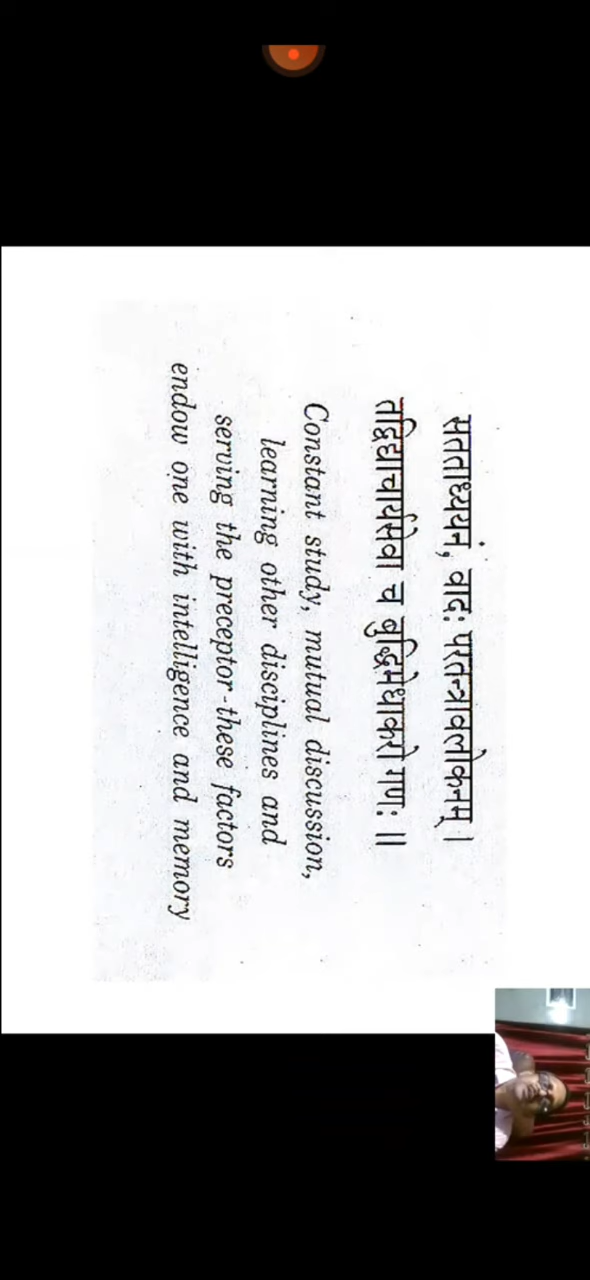 सतताध्ययनं, वादः परतन्त्रावलोकनम् ।
तद्विद्याचार्यसेवा च बुद्धिमेधाकरो गणः ॥
Constant study, mutual discussion,
learning other disciplines and
serving the preceptor-these factors
endow one with intelligence and memory